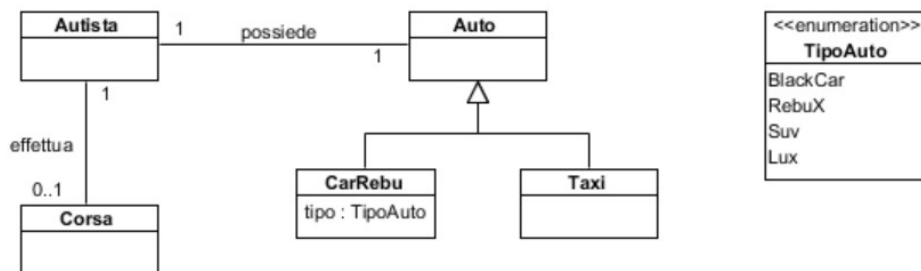 Autista
1
possiede
1
Auto
<<enumeration>>
TipoAuto
BlackCar
RebuX
Suv
Lux
1
effettua
0..1
Corsa
CarRebu
tipo : TipoAuto
Taxi